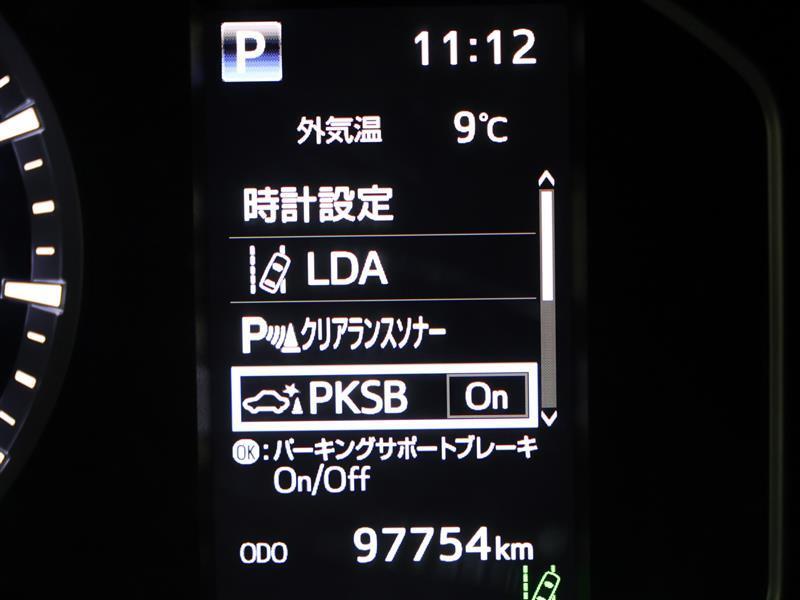 P 11:12
外気温 9℃
時計設定
LDA
Pクリアランスソナー
PKSB On
OK:パーキングサポートブレーキ
On/Off
ODO 97754km